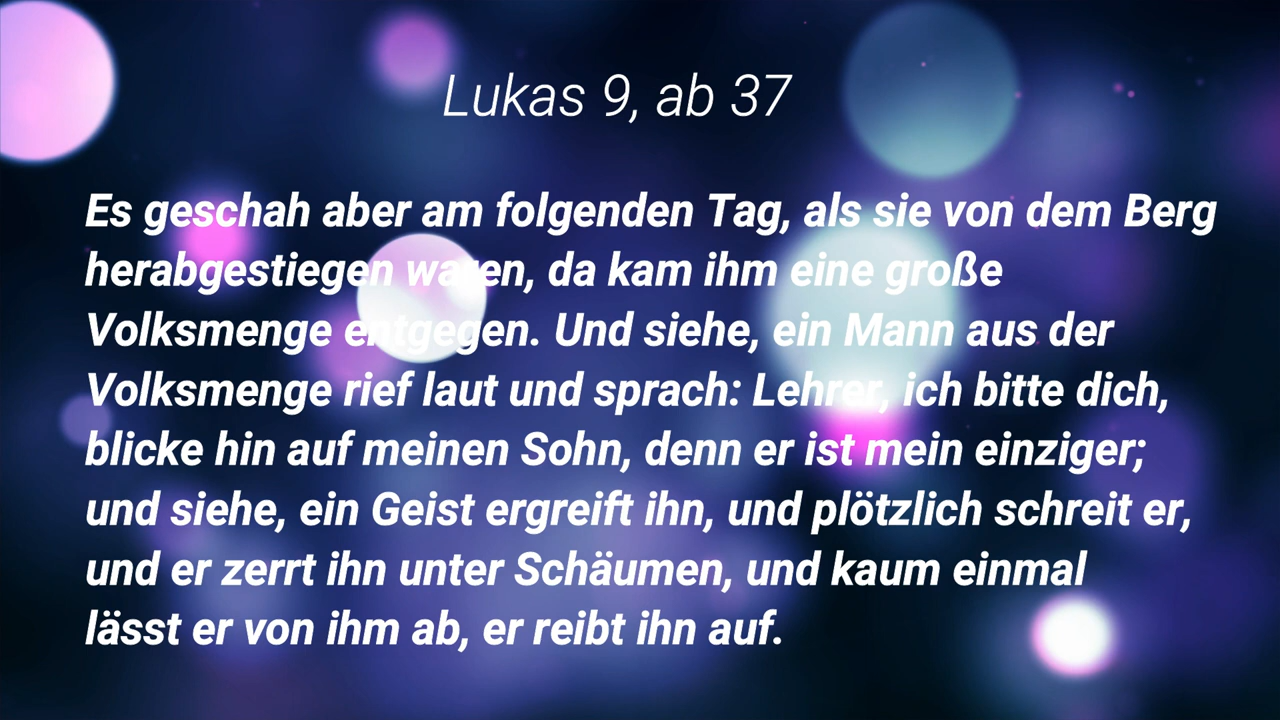 Lukas 9, ab 37
Es geschah aber am folgenden Tag, als sie von dem Berg
herabgestiegen waren, da kam ihm eine große
Volksmenge entgegen. Und siehe, ein Mann aus der
Volksmenge rief laut und sprach: Lehrer, ich bitte dich,
blicke hin auf meinen Sohn, denn er ist mein einziger;
und siehe, ein Geist ergreift ihn, und plötzlich schreit er,
und er zerrt ihn unter Schäumen, und kaum einmal
lässt er von ihm ab, er reibt ihn auf.